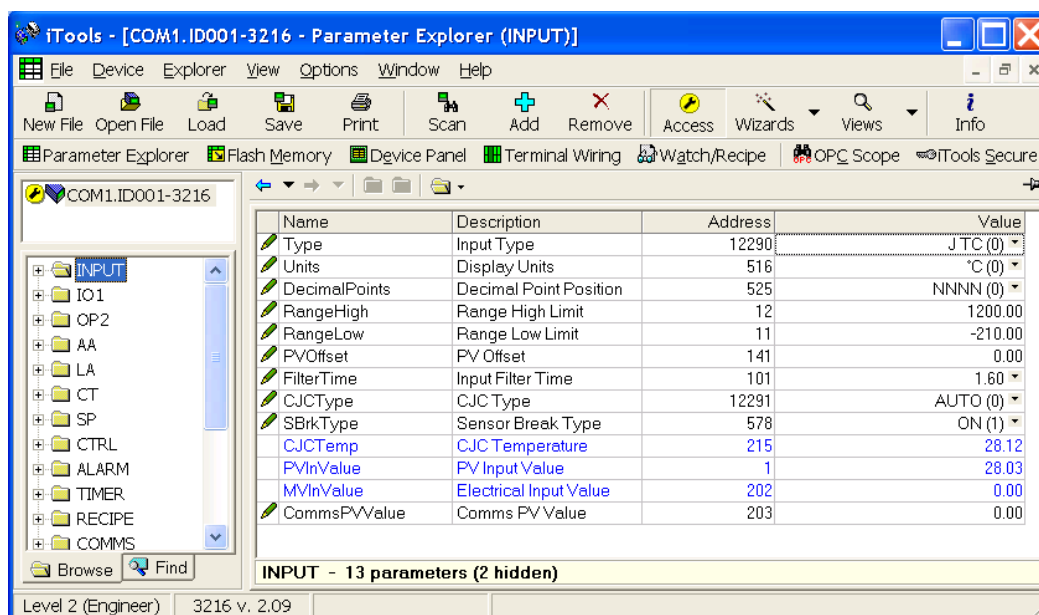 iTools - [COM1.ID001-3216 - Parameter Explorer (INPUT)]
File Device Explorer View Options Window Help
New File Open File Load Save Print Scan Add Remove Access Wizards Views Info
Parameter Explorer Flash Memory Device Panel Terminal Wiring Watch/Recipe OPC Scope iTools Secure
COM1.ID001-3216
INPUT
IO1
OP2
AA
LA
CT
SP
CTRL
ALARM
TIMER
RECIPE
COMMS
Browse Find
Name Description Address Value
Type Input Type 12290 J TC (0)
Units Display Units 516 °C (0)
DecimalPoints Decimal Point Position 525 NNNN (0)
RangeHigh Range High Limit 12 1200.00
RangeLow Range Low Limit 11 -210.00
PVOffset PV Offset 141 0.00
FilterTime Input Filter Time 101 1.60
CJCType CJC Type 12291 AUTO (0)
SBrkType Sensor Break Type 578 ON (1)
CJCTemp CJC Temperature 215 28.12
PVInValue PV Input Value 1 28.03
MVInValue Electrical Input Value 202 0.00
CommsPVValue Comms PV Value 203 0.00
INPUT - 13 parameters (2 hidden)
Level 2 (Engineer) 3216 v. 2.09